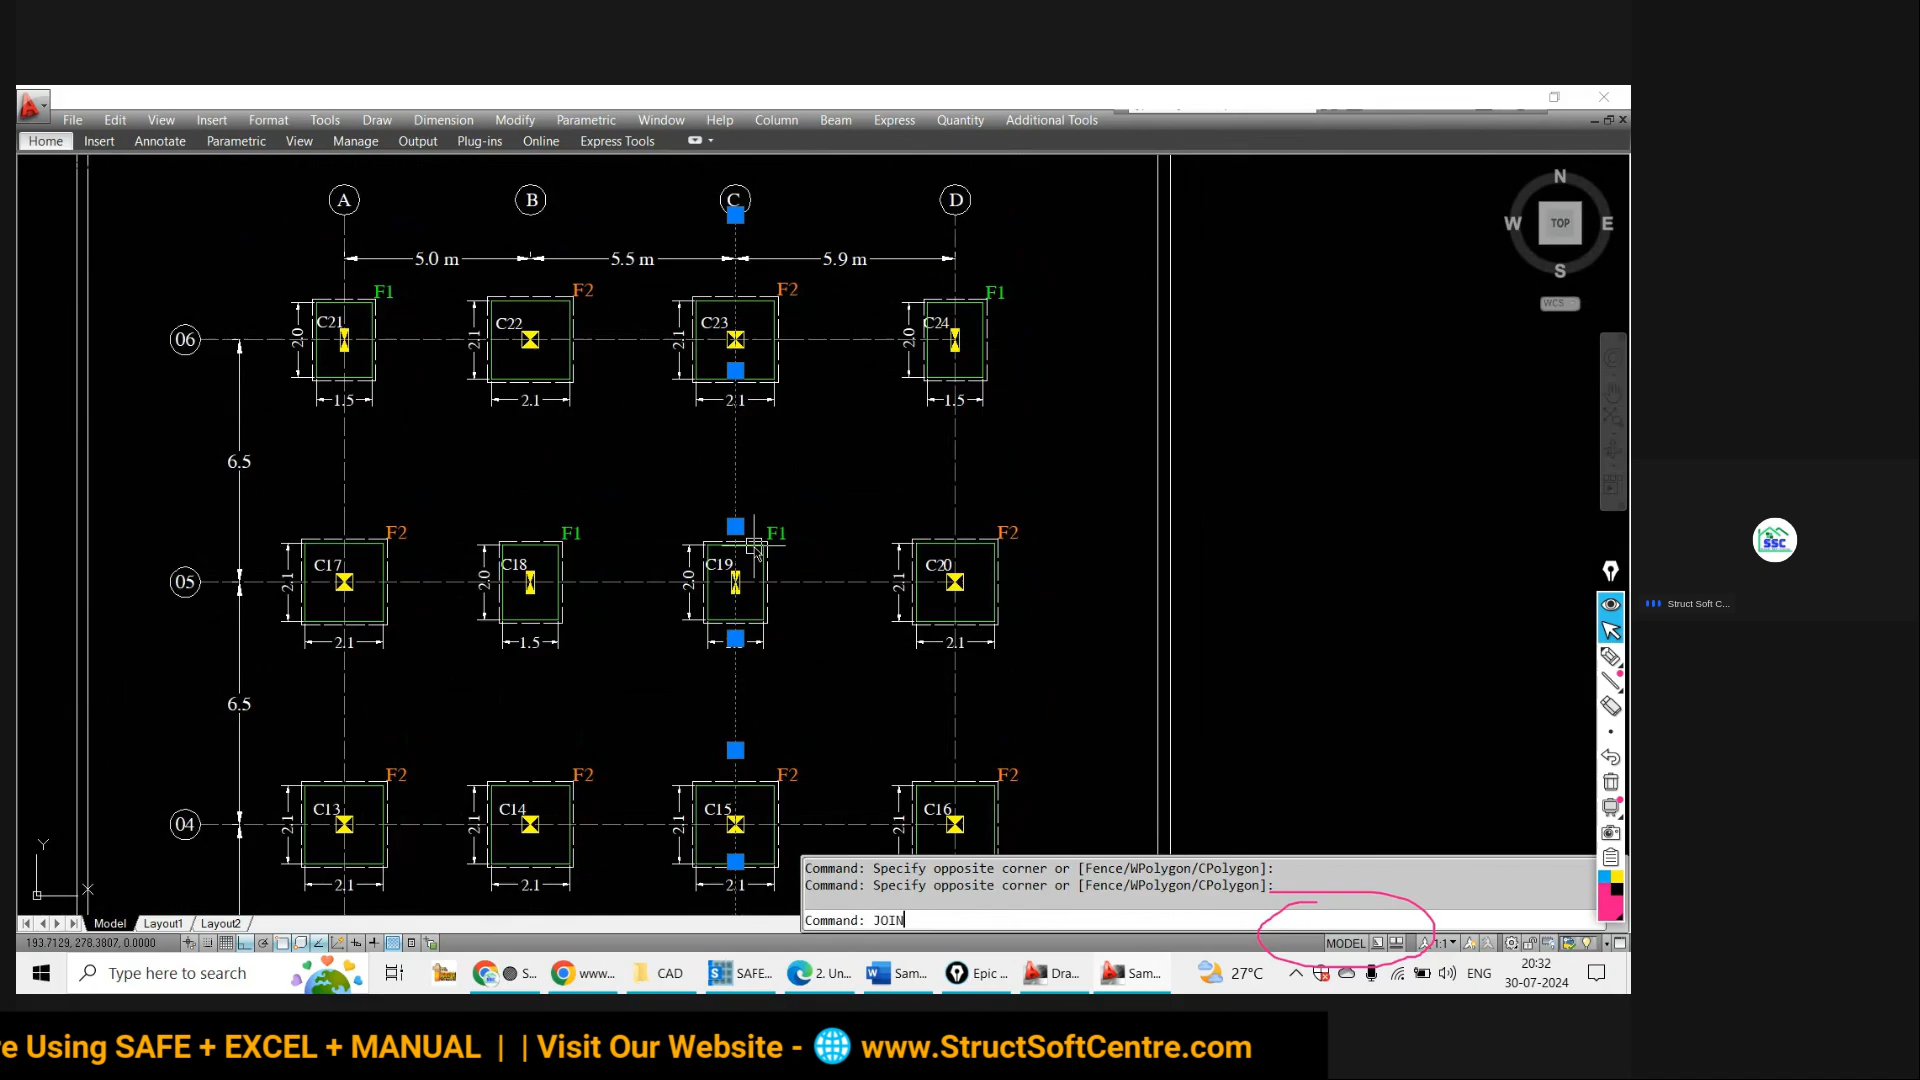 File Edit View Insert Format Tools Draw Dimension Modify Parametric Window Help Column Beam Express Quantity Additional Tools
Home Insert Annotate Parametric View Manage Output Plug-ins Online Express Tools
A B C D
5.0 m 5.5 m 5.9 m
F1 F2 F2 F1
C21 C22 C23 C24
06 2.0 2.1 2.1 2.0
1.5 2.1 2.1 1.5
6.5
F2 F1 F1 F2
C17 C18 C19 C20
05 2.1 2.0 2.0 2.1
2.1 1.5 2.1
6.5
F2 F2 F2 F2
C13 C14 C15 C16
04 2.1 2.1 2.1 2.1
2.1 2.1 2.1
N
W TOP E
S
WCS
SSC
Struct Soft C...
Y
X
Command: Specify opposite corner or [Fence/WPolygon/CPolygon]:
Command: Specify opposite corner or [Fence/WPolygon/CPolygon]:
Command: JOIN
Model Layout1 Layout2
193.7129, 278.3807, 0.0000 MODEL 1:1
Type here to search S... www... CAD SAFE... 2. Un... Sam... Epic ... Dra... Sam... 27°C ENG 20:32
30-07-2024
e Using SAFE + EXCEL + MANUAL | | Visit Our Website - www.StructSoftCentre.com